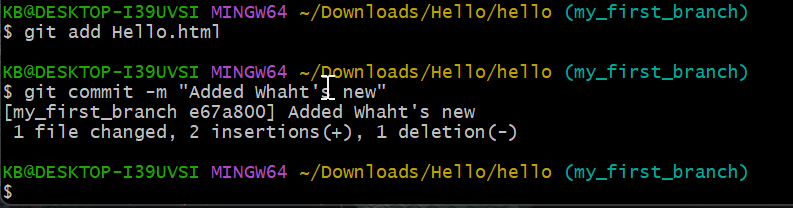 KB@DESKTOP-I39UVSI MINGW64 ~/Downloads/Hello/hello (my_first_branch)
$ git add Hello.html
KB@DESKTOP-I39UVSI MINGW64 ~/Downloads/Hello/hello (my_first_branch)
$ git commit -m "Added Whaht's new"
[my_first_branch e67a800] Added Whaht's new
1 file changed, 2 insertions(+), 1 deletion(-)
KB@DESKTOP-I39UVSI MINGW64 ~/Downloads/Hello/hello (my_first_branch)
$